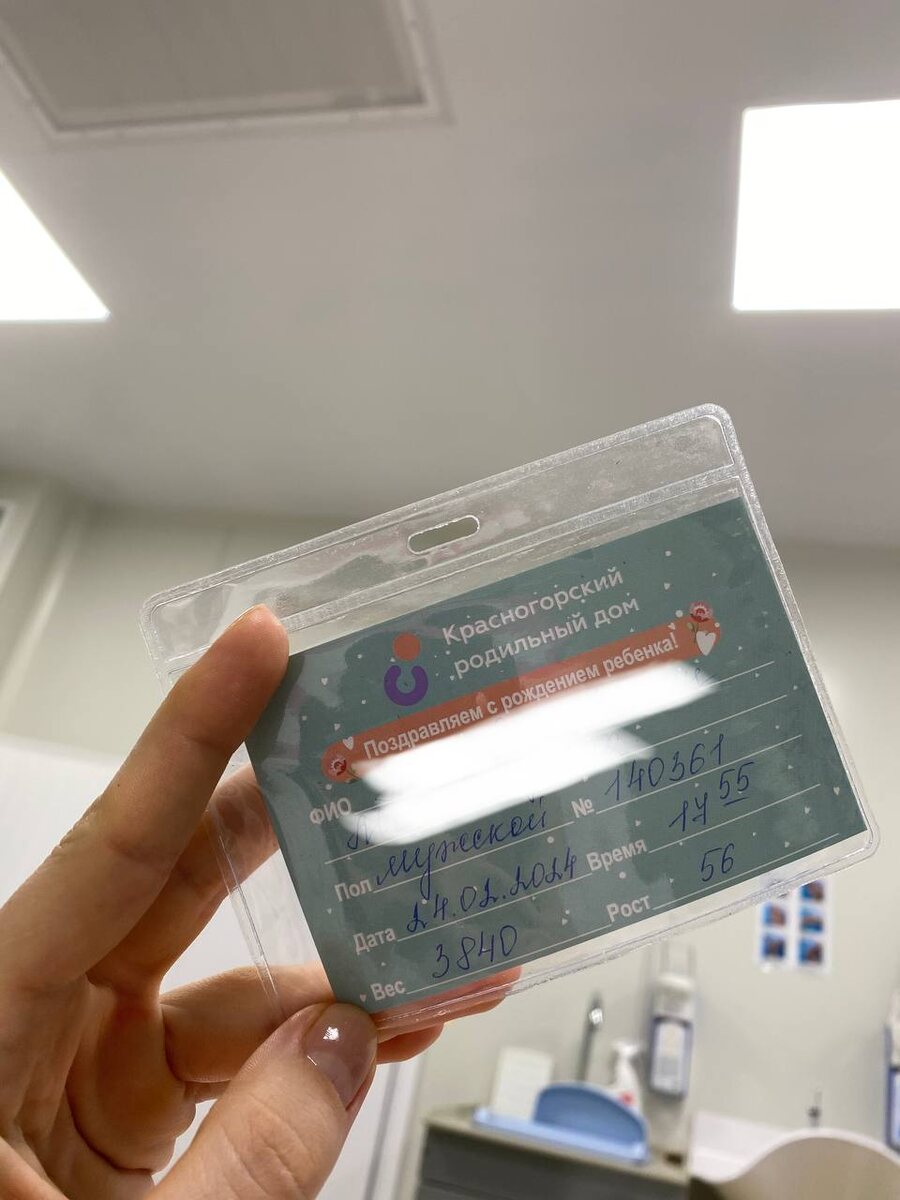 Красногорский
родильный дом
Поздравляем с рождением ребенка!
ФИО
Пол мужской № 140361
Дата 24.02.2024 Время 17 55
Вес 3840 Рост 56